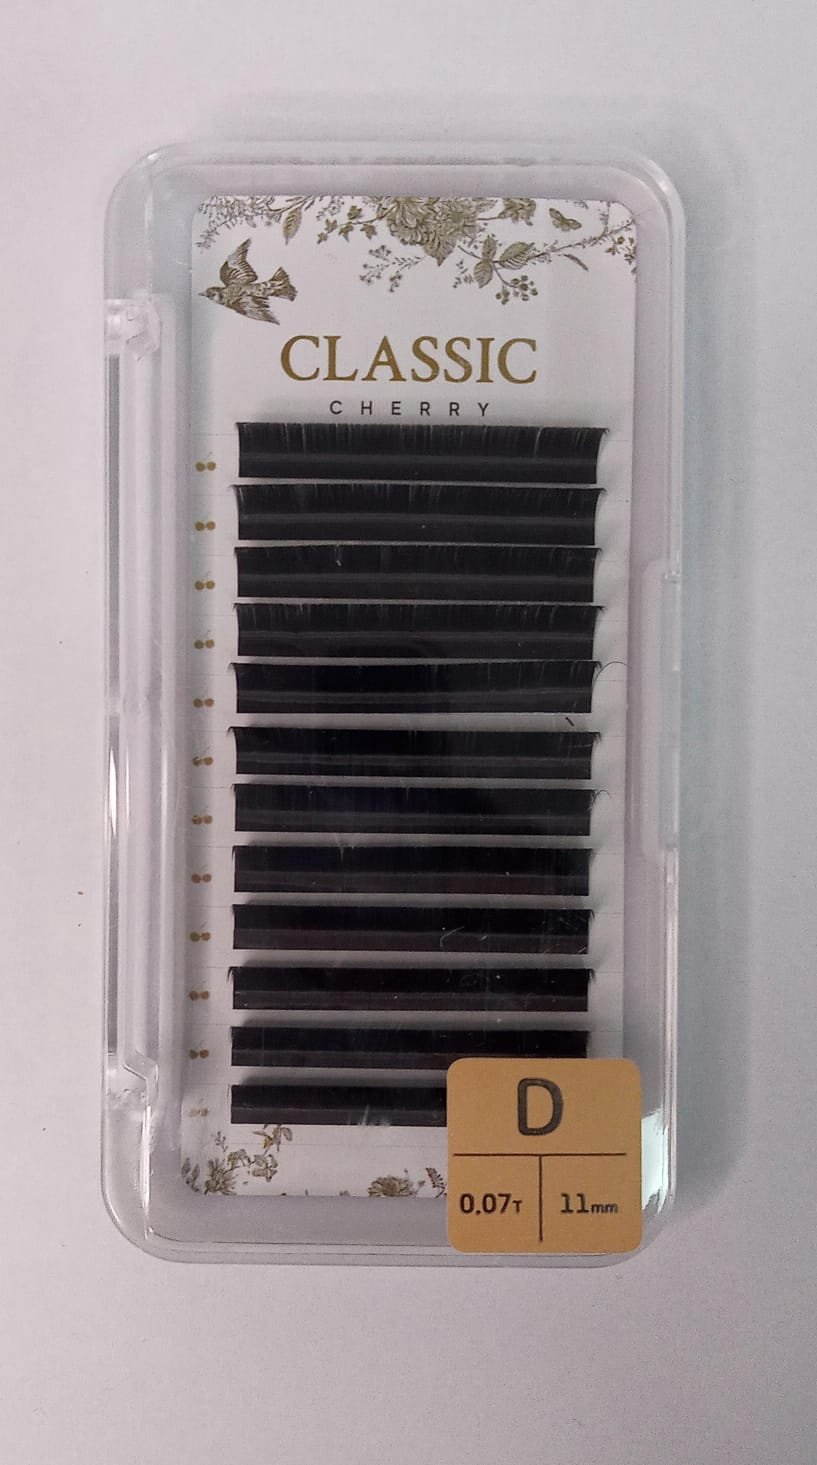 CLASSIC
CHERRY
D
0.07T 11mm